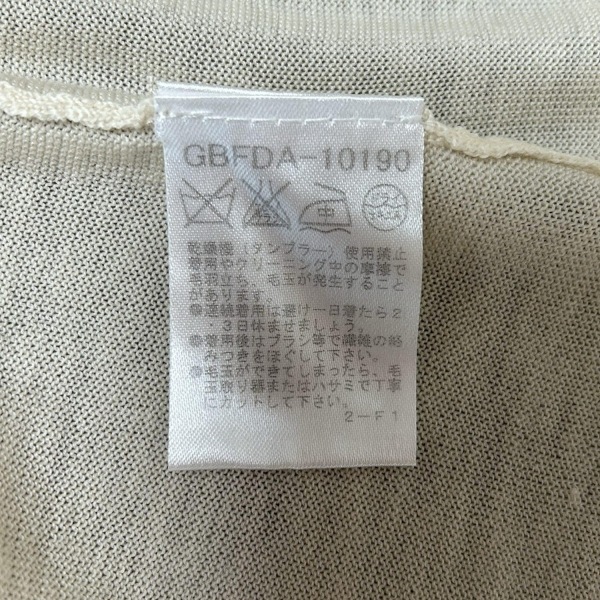 GBFDA-10190
中
乾燥機（タンブラー）使用禁止
着用やクリーニング中の摩擦で
毛羽立ち、毛玉が発生すること
があります。
●連続着用は避け一日着たら2
・3日休ませましょう。
●着用後はブラシ等で繊維の絡
みつきをほぐして下さい。
●毛玉ができてしまったら、毛
玉取り機またはハサミで丁寧
にカットして下さい。
2-F1